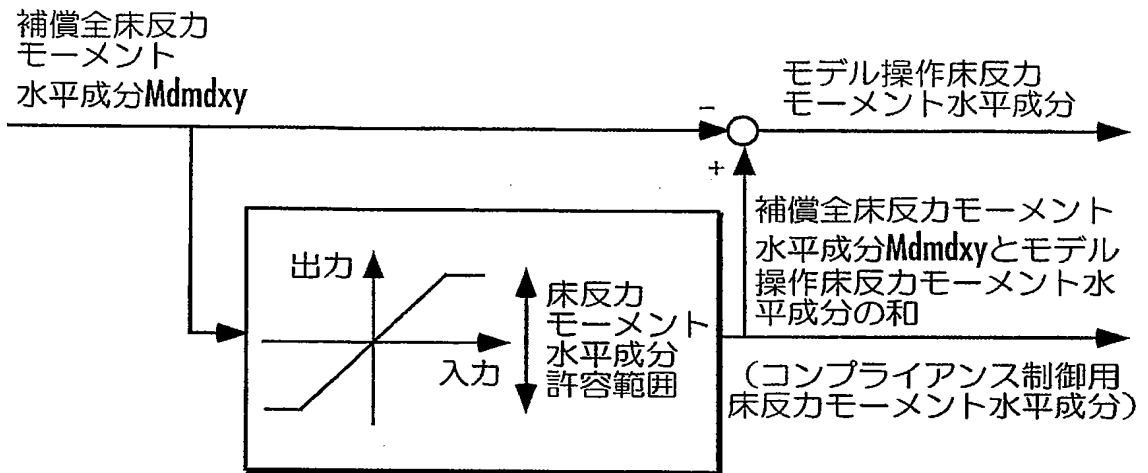 補償全床反力
モーメント
水平成分Mdmdxy
モデル操作床反力
モーメント水平成分
−
+
補償全床反力モーメント
水平成分Mdmdxyとモデル
操作床反力モーメント水
平成分の和
出力
入力
床反力
モーメント
水平成分
許容範囲
(コンプライアンス制御用
床反力モーメント水平成分)